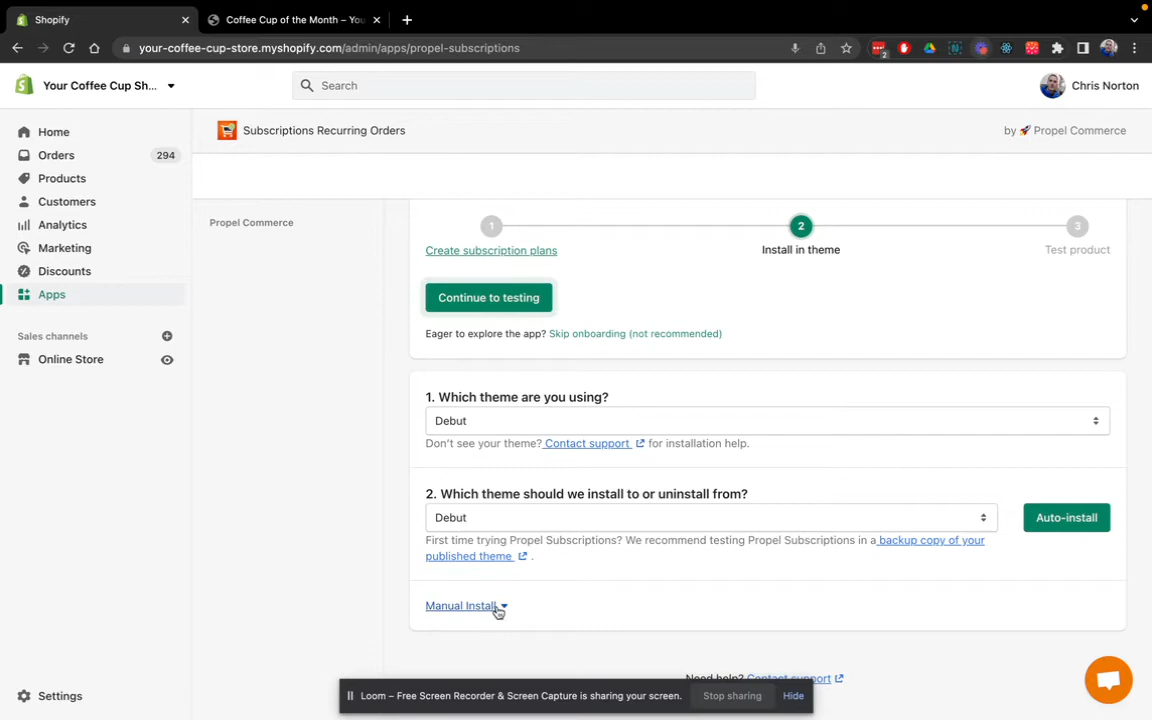 Shopify
Coffee Cup of the Month – You
your-coffee-cup-store.myshopify.com/admin/apps/propel-subscriptions
2
Your Coffee Cup Sh...
Search
Chris Norton
Home
Orders
294
Products
Customers
Analytics
Marketing
Discounts
Apps
Sales channels
Online Store
Settings
Subscriptions Recurring Orders
by 🚀 Propel Commerce
Propel Commerce
1
2
3
Create subscription plans
Install in theme
Test product
Continue to testing
Eager to explore the app? Skip onboarding (not recommended)
1. Which theme are you using?
Debut
Don't see your theme? Contact support for installation help.
2. Which theme should we install to or uninstall from?
Debut
Auto-install
First time trying Propel Subscriptions? We recommend testing Propel Subscriptions in a backup copy of your
published theme .
Manual Install
Need help? Contact support
Loom – Free Screen Recorder & Screen Capture is sharing your screen.
Stop sharing
Hide